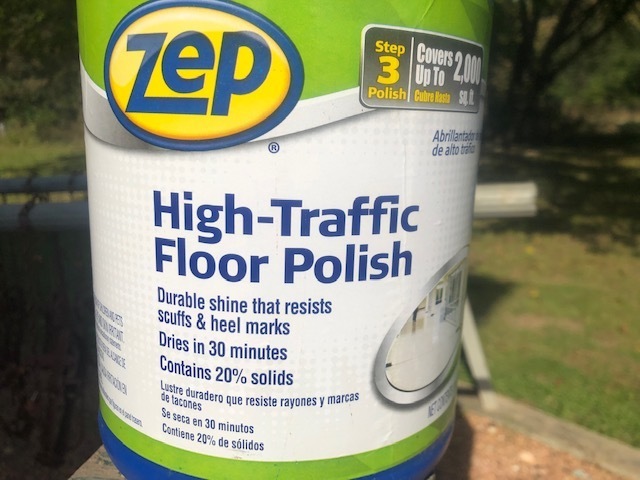 Zep
®
Step
3
Polish
Covers
Up To 2,000
Cubre Hasta sq. ft.
Abrillantador
de alto tráfico
High-Traffic
Floor Polish
Durable shine that resists
scuffs & heel marks
Dries in 30 minutes
Contains 20% solids
Lustre duradero que resiste rayones y marcas
de tacones
Se seca en 30 minutos
Contiene 20% de sólidos